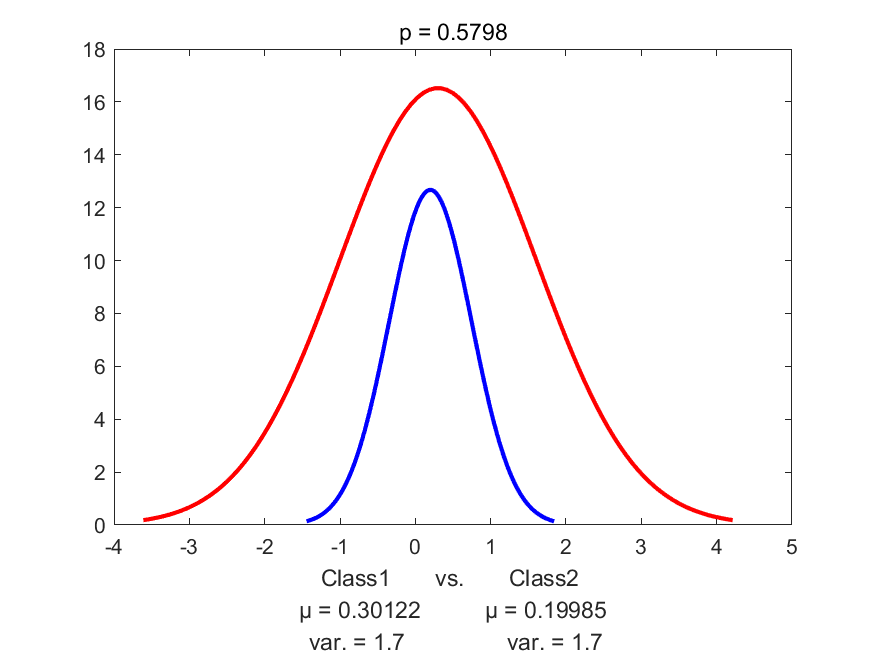 p = 0.5798
18
16
14
12
10
8
6
4
2
0
-4 -3 -2 -1 0 1 2 3 4 5
Class1 vs. Class2
μ = 0.30122 μ = 0.19985
var. = 1.7 var. = 1.7